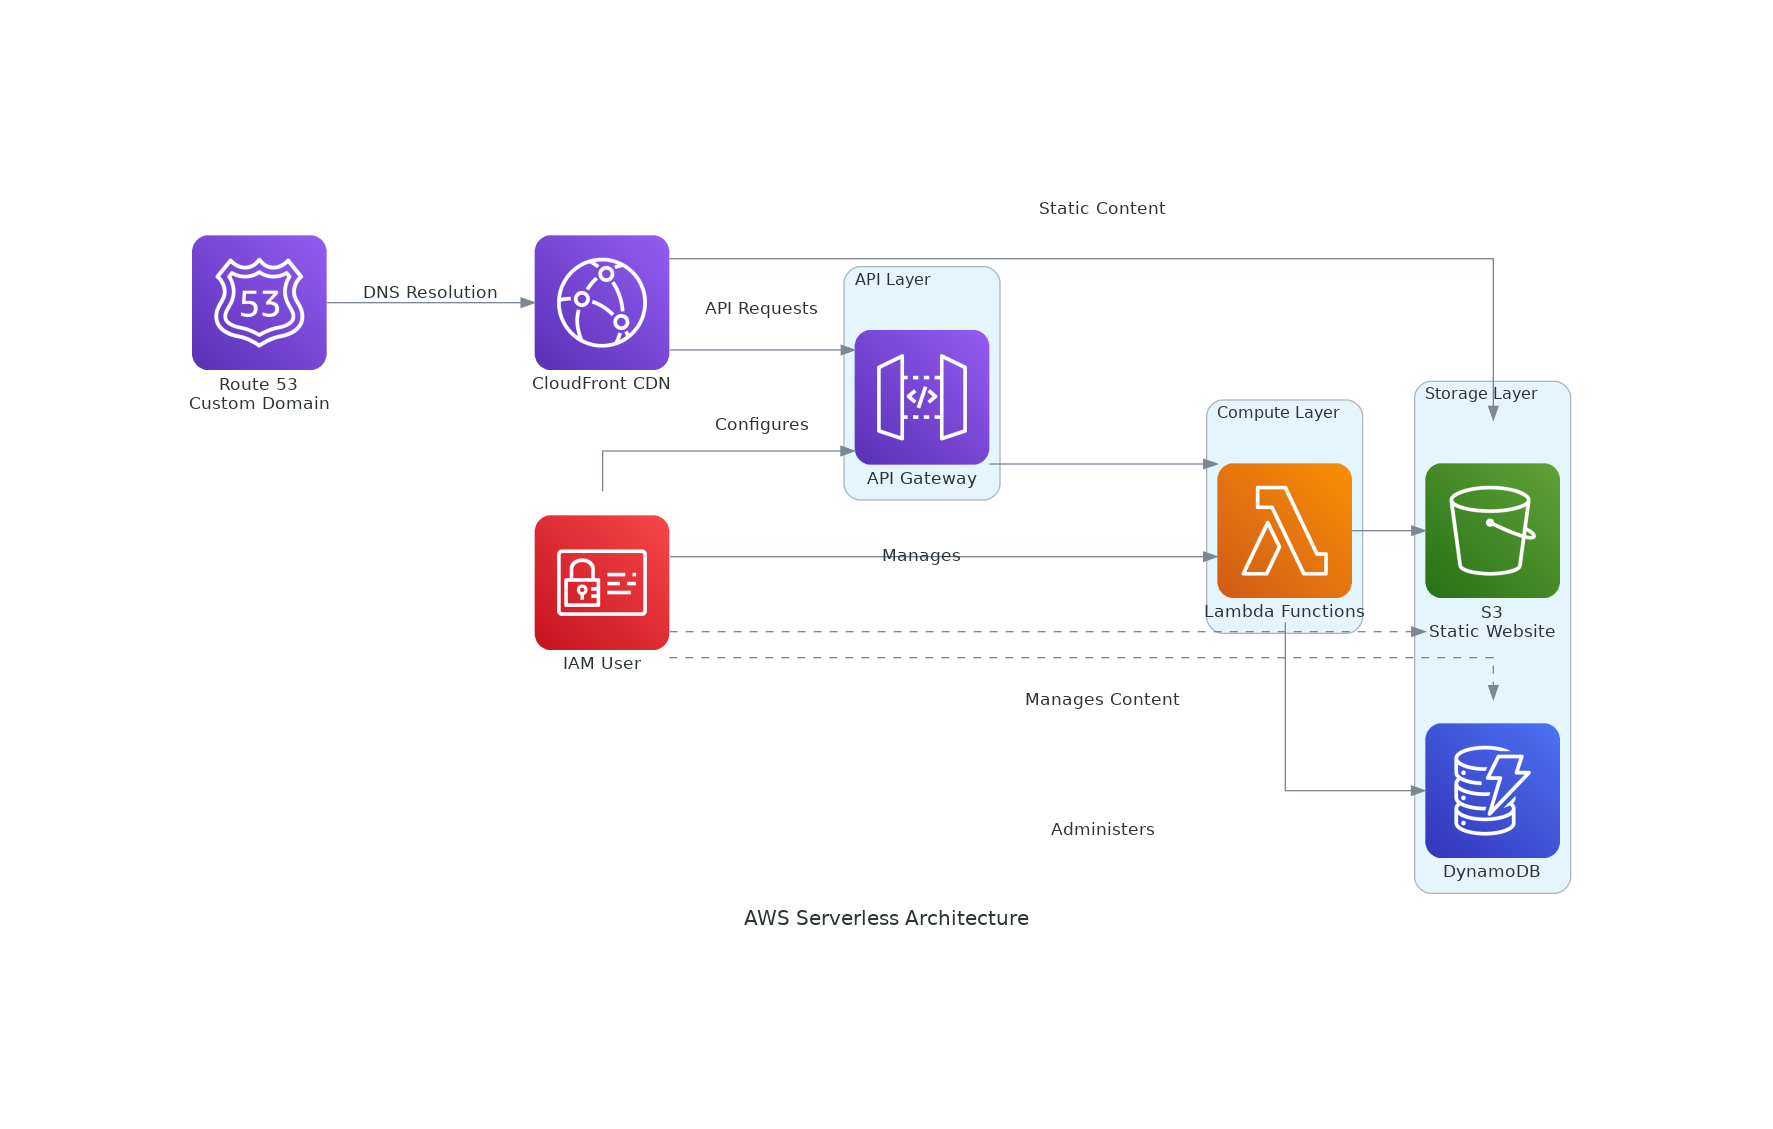 Static Content
API Layer
DNS Resolution
API Requests
53
Route 53
Custom Domain
CloudFront CDN
Storage Layer
Compute Layer
Configures
</>
API Gateway
Manages
Lambda Functions
S3
Static Website
IAM User
Manages Content
Administers
DynamoDB
AWS Serverless Architecture